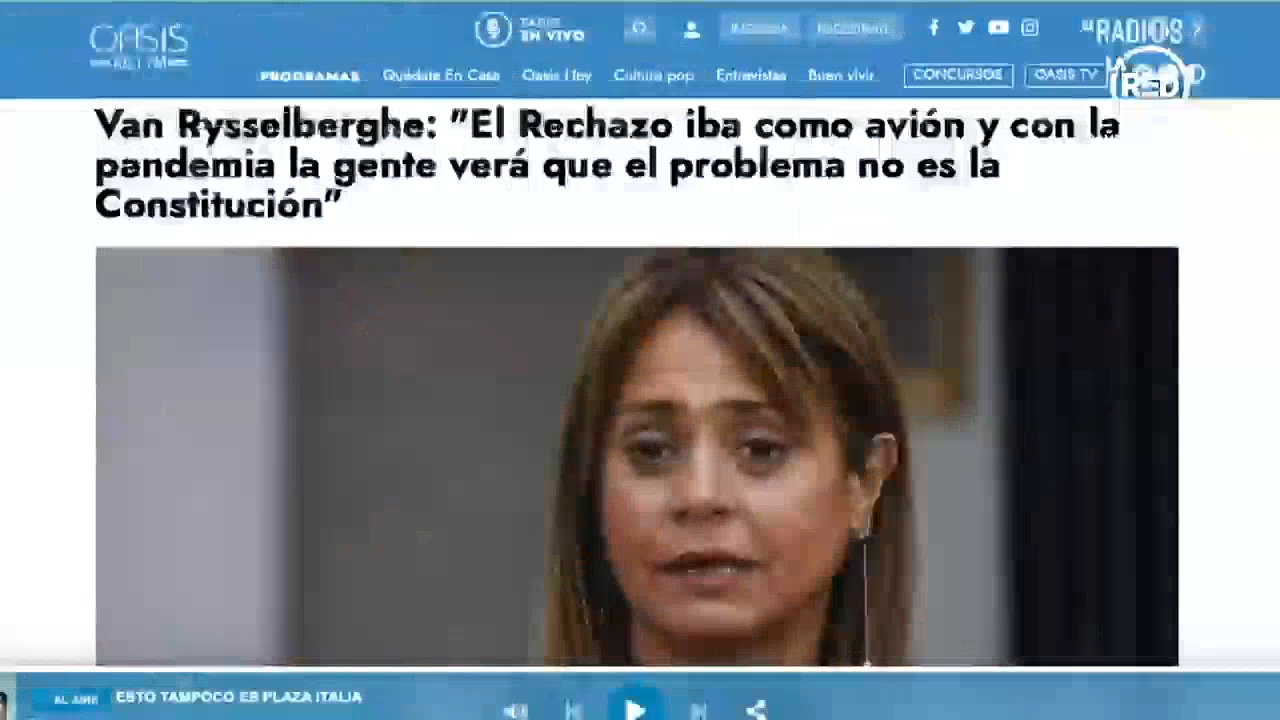 OASIS
EN VIVO
RADIOS
LA RED
PROGRAMAS Quédate En Casa Oasis Hoy Cultura pop Entrevistas Buen vivir CONCURSOS OASIS TV
Van Rysselberghe: "El Rechazo iba como avión y con la
pandemia la gente verá que el problema no es la
Constitución"
AL AIRE ESTO TAMPOCO ES PLAZA ITALIA